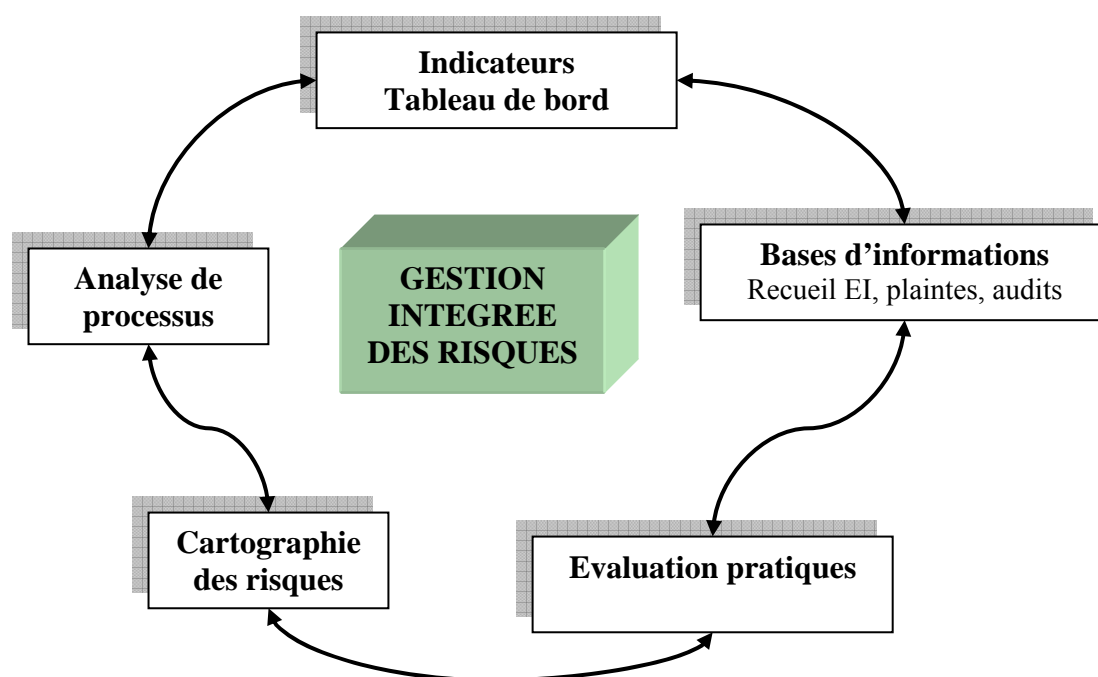 Indicateurs
Tableau de bord
Bases d’informations
Recueil EI, plaintes, audits
Analyse de
processus
GESTION
INTEGREE
DES RISQUES
Cartographie
des risques
Evaluation pratiques